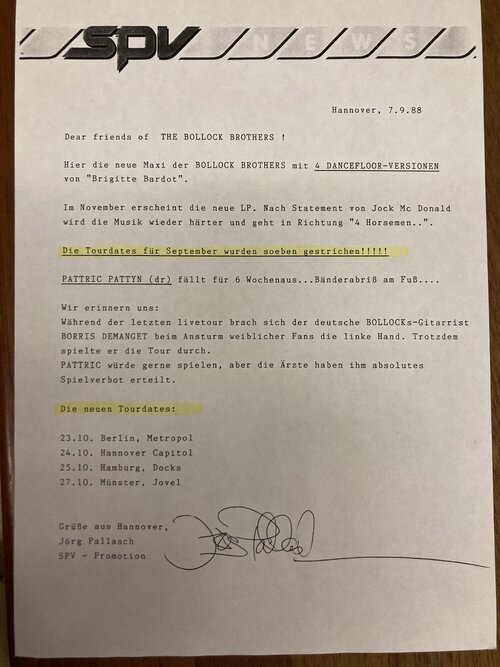 spv NEWS
Hannover, 7.9.88
Dear friends of THE BOLLOCK BROTHERS !
Hier die neue Maxi der BOLLOCK BROTHERS mit 4 DANCEFLOOR-VERSIONEN
von "Brigitte Bardot".
Im November erscheint die neue LP. Nach Statement von Jock Mc Donald
wird die Musik wieder härter und geht in Richtung "4 Horsemen..".
Die Tourdates für September wurden soeben gestrichen!!!!!
PATTRIC PATTYN (dr) fällt für 6 Wochenaus...Bänderabriß am Fuß....
Wir erinnern uns:
Während der letzten livetour brach sich der deutsche BOLLOCKs-Gitarrist
BORRIS DEMANGET beim Ansturm weiblicher Fans die linke Hand. Trotzdem
spielte er die Tour durch.
PATTRIC würde gerne spielen, aber die Ärzte haben ihm absolutes
Spielverbot erteilt.
Die neuen Tourdates:
23.10. Berlin, Metropol
24.10. Hannover Capitol
25.10. Hamburg, Docks
27.10. Münster, Jovel
Grüße aus Hannover,
Jörg Pallasch
SPV - Promotion